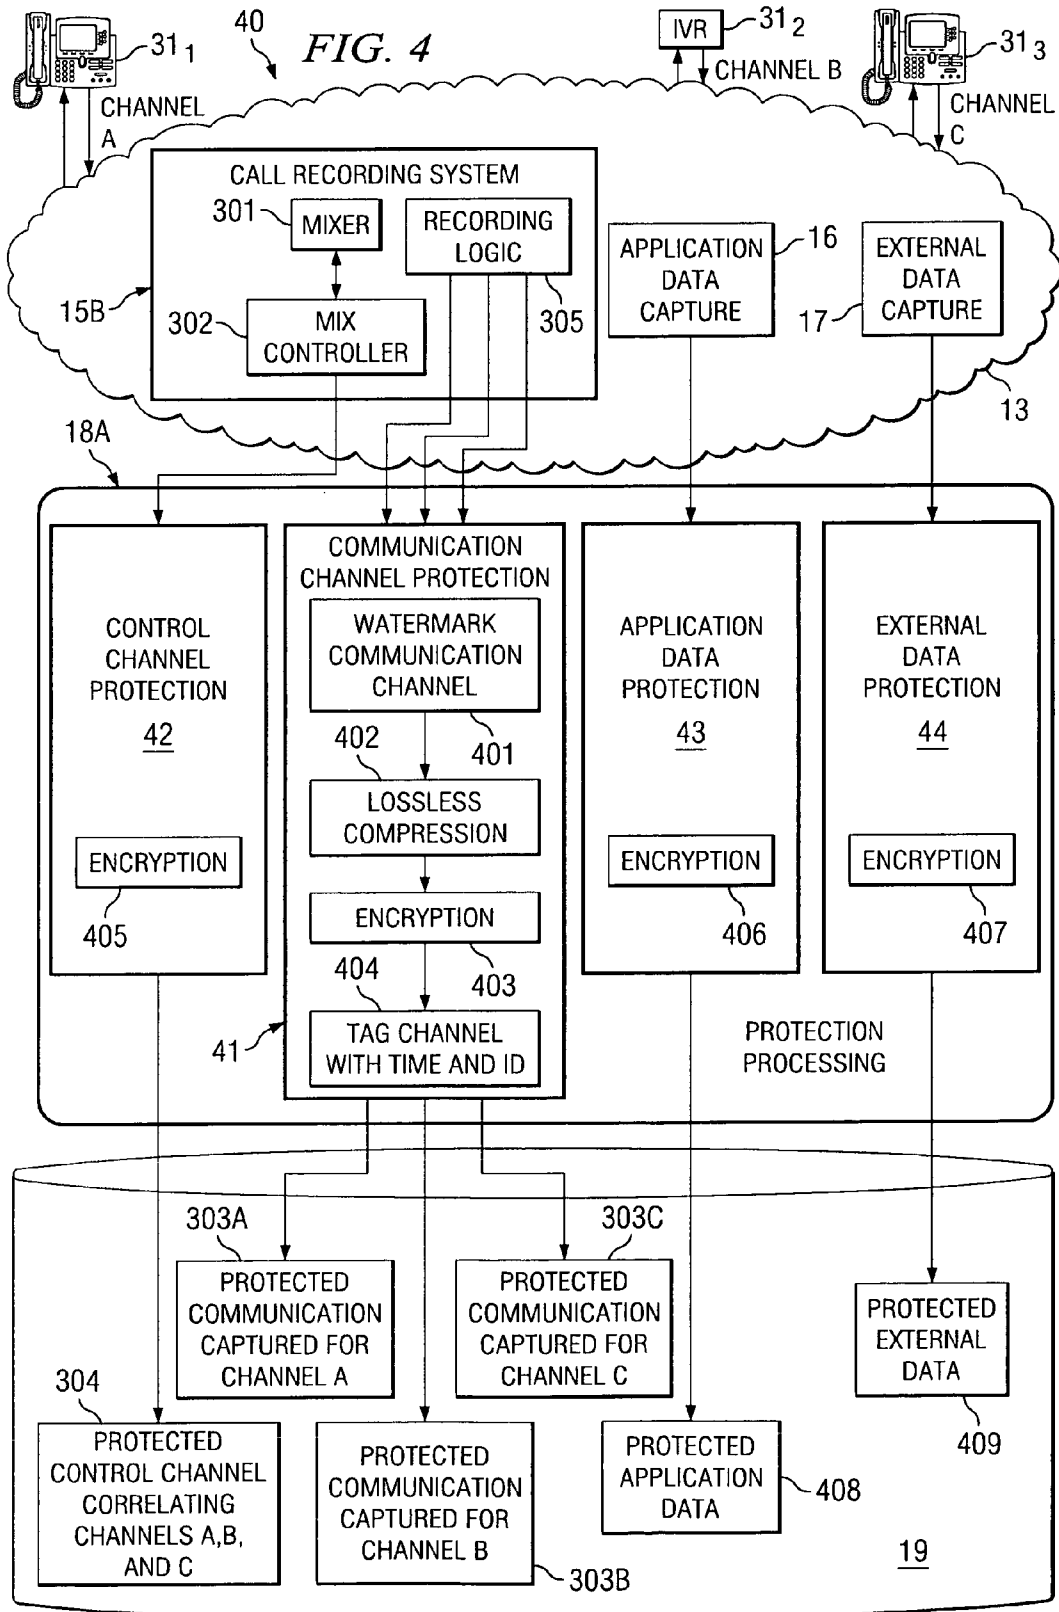 40
FIG. 4
31₁
CHANNEL
A
IVR
31₂
CHANNEL B
31₃
CHANNEL
C
CALL RECORDING SYSTEM
301
MIXER
RECORDING
LOGIC
15B
302
MIX
CONTROLLER
305
16
APPLICATION
DATA
CAPTURE
EXTERNAL
DATA
CAPTURE
17
13
18A
CONTROL
CHANNEL
PROTECTION
42
ENCRYPTION
405
COMMUNICATION
CHANNEL PROTECTION
WATERMARK
COMMUNICATION
CHANNEL
402
401
LOSSLESS
COMPRESSION
ENCRYPTION
404
403
TAG CHANNEL
WITH TIME AND ID
41
APPLICATION
DATA
PROTECTION
43
ENCRYPTION
406
EXTERNAL
DATA
PROTECTION
44
ENCRYPTION
407
PROTECTION
PROCESSING
303A
PROTECTED
COMMUNICATION
CAPTURED FOR
CHANNEL A
303C
PROTECTED
COMMUNICATION
CAPTURED FOR
CHANNEL C
PROTECTED
EXTERNAL
DATA
409
304
PROTECTED
CONTROL CHANNEL
CORRELATING
CHANNELS A,B,
AND C
PROTECTED
COMMUNICATION
CAPTURED FOR
CHANNEL B
303B
PROTECTED
APPLICATION
DATA
408
19